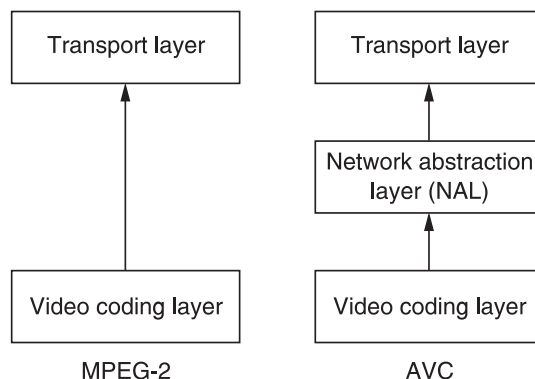 Transport layer
Video coding layer
MPEG-2
Transport layer
Network abstraction
layer (NAL)
Video coding layer
AVC